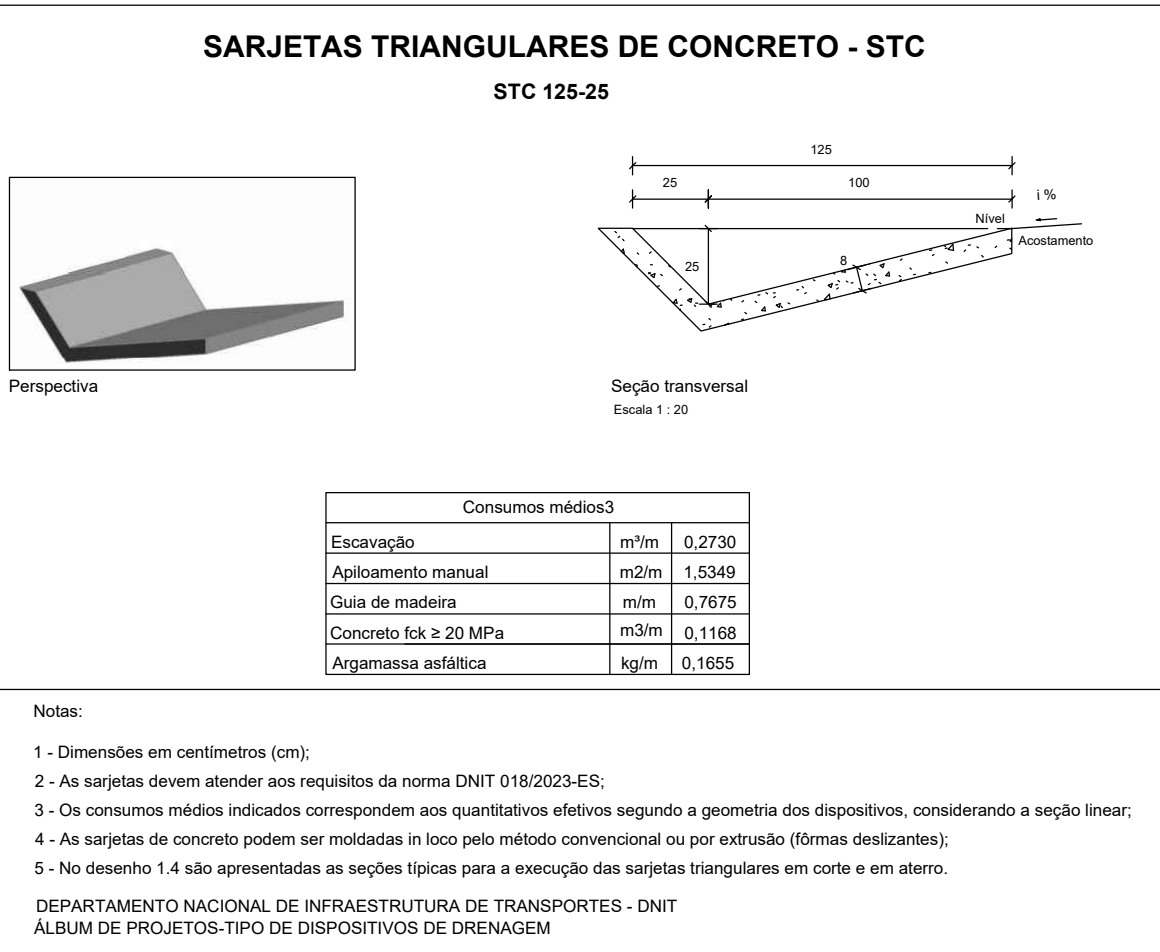 SARJETAS TRIANGULARES DE CONCRETO - STC
STC 125-25
125
25
100
i %
Nível
Acostamento
25
8
Perspectiva
Seção transversal
Escala 1 : 20
Consumos médios3
Escavação m³/m 0,2730
Apiloamento manual m2/m 1,5349
Guia de madeira m/m 0,7675
Concreto fck ≥ 20 MPa m3/m 0,1168
Argamassa asfáltica kg/m 0,1655
Notas:
1 - Dimensões em centímetros (cm);
2 - As sarjetas devem atender aos requisitos da norma DNIT 018/2023-ES;
3 - Os consumos médios indicados correspondem aos quantitativos efetivos segundo a geometria dos dispositivos, considerando a seção linear;
4 - As sarjetas de concreto podem ser moldadas in loco pelo método convencional ou por extrusão (fôrmas deslizantes);
5 - No desenho 1.4 são apresentadas as seções típicas para a execução das sarjetas triangulares em corte e em aterro.
DEPARTAMENTO NACIONAL DE INFRAESTRUTURA DE TRANSPORTES - DNIT
ÁLBUM DE PROJETOS-TIPO DE DISPOSITIVOS DE DRENAGEM